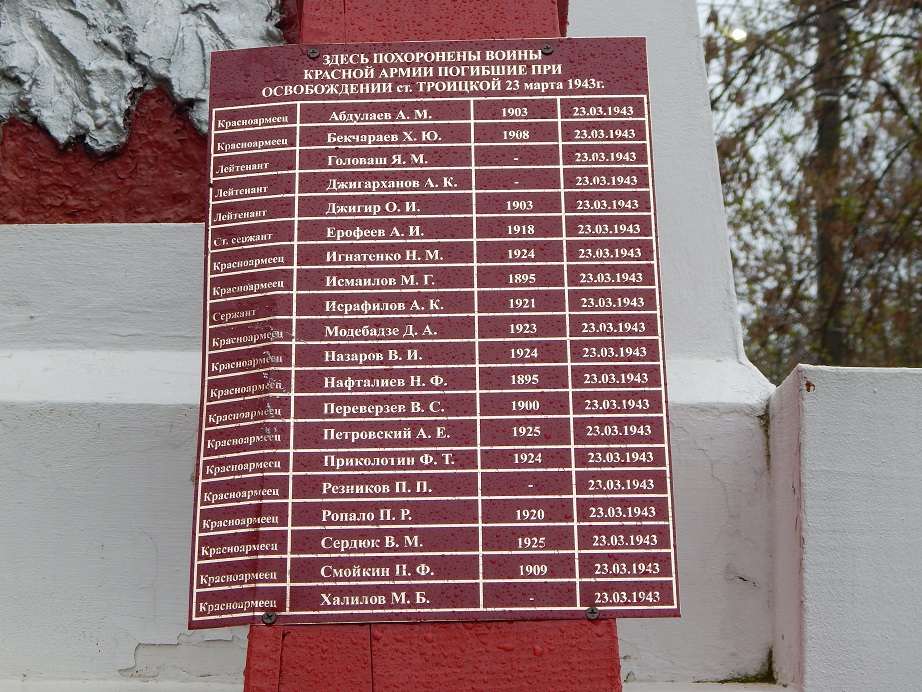 ЗДЕСЬ ПОХОРОНЕНЫ ВОИНЫ
КРАСНОЙ АРМИИ ПОГИБШИЕ ПРИ
ОСВОБОЖДЕНИИ ст. ТРОИЦКОЙ 23 марта 1943г.
Красноармеец Абдулаев А. М. 1903 23.03.1943
Красноармеец Бекчараев Х. Ю. 1908 23.03.1943
Лейтенант Головаш Я. М. - 23.03.1943
Лейтенант Джигарханов А. К. - 23.03.1943
Лейтенант Джигир О. И. 1903 23.03.1943
Ст. сержант Ерофеев А. И. 1918 23.03.1943
Красноармеец Игнатенко Н. М. 1924 23.03.1943
Красноармеец Исмаилов М. Г. 1895 23.03.1943
Сержант Исрафилов А. К. 1921 23.03.1943
Красноармеец Модебадзе Д. А. 1923 23.03.1943
Красноармеец Назаров В. И. 1924 23.03.1943
Красноармеец Нафталиев Н. Ф. 1895 23.03.1943
Красноармеец Переверзев В. С. 1900 23.03.1943
Красноармеец Петровский А. Е. 1925 23.03.1943
Красноармеец Приколотин Ф. Т. 1924 23.03.1943
Красноармеец Резников П. П. - 23.03.1943
Красноармеец Ропало П. Р. 1920 23.03.1943
Красноармеец Сердюк В. М. 1925 23.03.1943
Красноармеец Смойкин П. Ф. 1909 23.03.1943
Красноармеец Халилов М. Б. - 23.03.1943